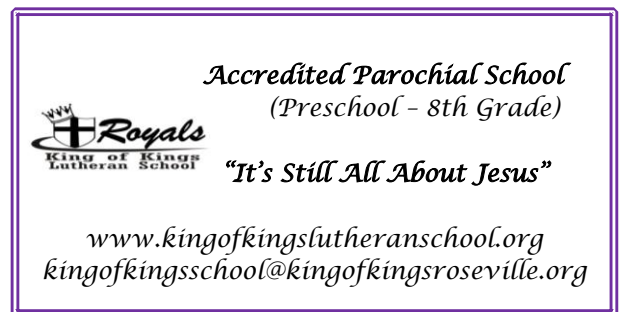 Accredited Parochial School
(Preschool – 8th Grade)
Royals
King of Kings
Lutheran School
“It’s Still All About Jesus”
www.kingofkingslutheranschool.org
kingofkingsschool@kingofkingsroseville.org